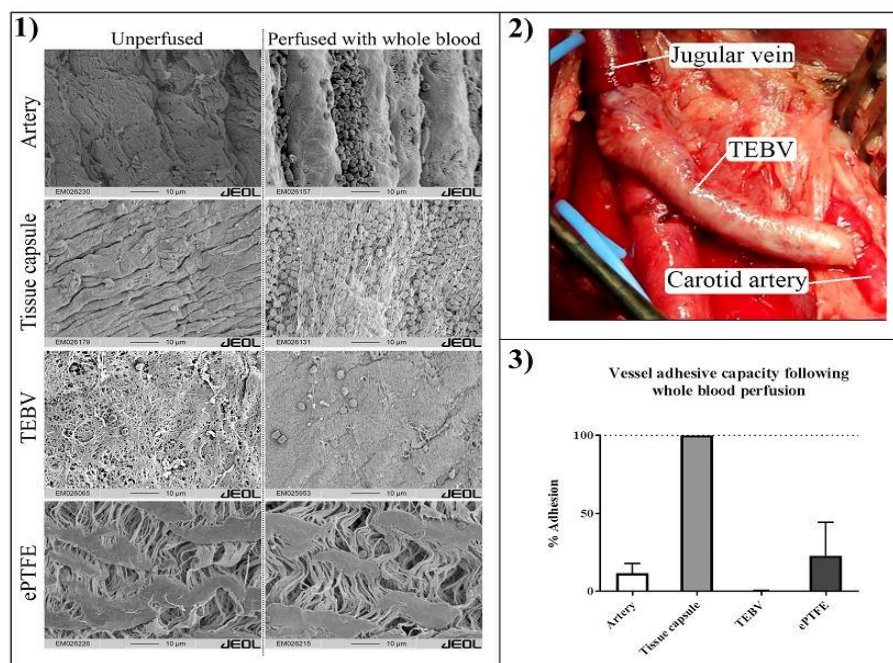 1)
Unperfused
Perfused with whole blood
Artery
EM026230
10 µm
JEOL
EM026157
10 µm
JEOL
Tissue capsule
EM026179
10 µm
JEOL
EM026131
10 µm
JEOL
TEBV
EM026065
10 µm
JEOL
EM025953
10 µm
JEOL
ePTFE
EM026226
10 µm
JEOL
EM026215
10 µm
JEOL
2)
Jugular vein
TEBV
Carotid artery
3)
Vessel adhesive capacity following
whole blood perfusion
% Adhesion
100
50
0
Artery
Tissue capsule
TEBV
ePTFE